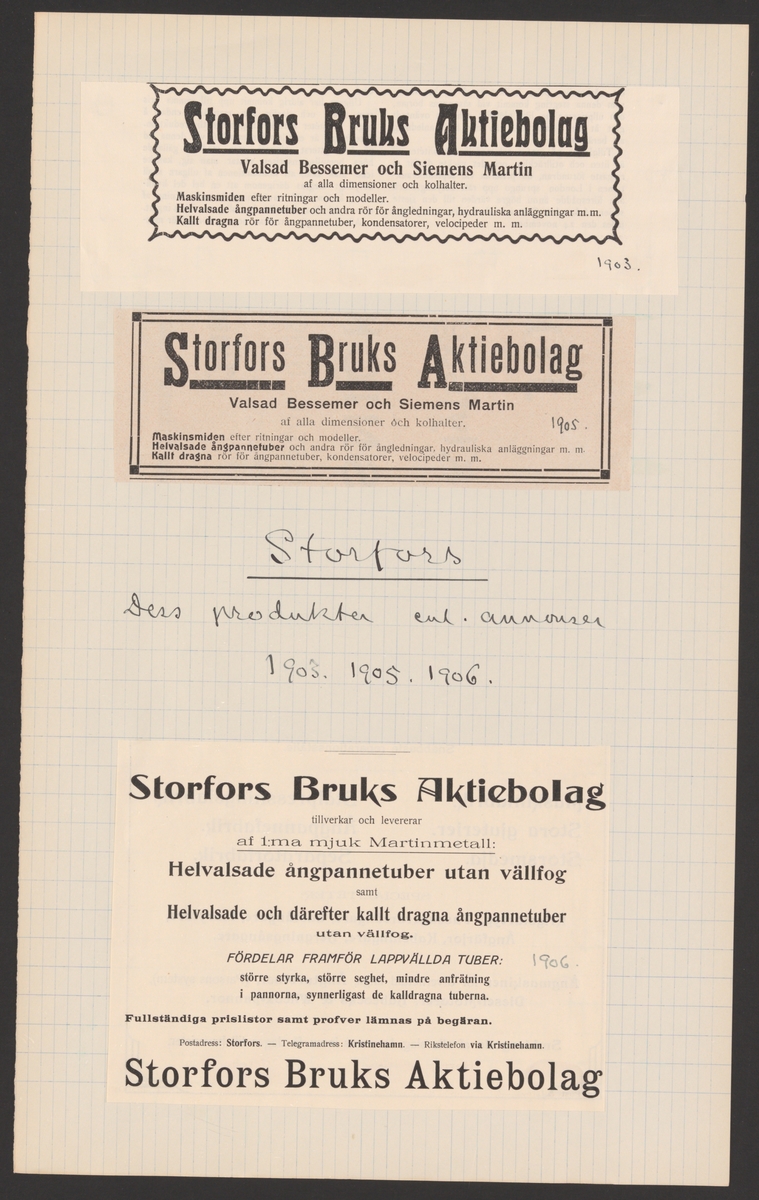 Storfors Bruks Aktiebolag
Valsad Bessemer och Siemens Martin
af alla dimensioner och kolhalter.
Maskinsmiden efter ritningar och modeller.
Helvalsade ångpannetuber och andra rör för ångledningar, hydrauliska anläggningar m.m.
Kallt dragna rör för ångpannetuber, kondensatorer, velocipeder m. m.
1903.
Storfors Bruks Aktiebolag
Valsad Bessemer och Siemens Martin
af alla dimensioner och kolhalter.
1905.
Maskinsmiden efter ritningar och modeller.
Helvalsade ångpannetuber och andra rör för ångledningar. hydrauliska anläggningar m. m.
Kallt dragna rör för ångpannetuber, kondensatorer, velocipeder m. m.
Storfors
Dess produkter enl. annonser
1903. 1905. 1906.
Storfors Bruks Aktiebolag
tillverkar och levererar
af 1:ma mjuk Martinmetall:
Helvalsade ångpannetuber utan vällfog
samt
Helvalsade och därefter kallt dragna ångpannetuber
utan vällfog.
FÖRDELAR FRAMFÖR LAPPVÄLLDA TUBER:
1906.
större styrka, större seghet, mindre anfrätning
i pannorna, synnerligast de kalldragna tuberna.
Fullständiga prislistor samt profver lämnas på begäran.
Postadress: Storfors. — Telegramadress: Kristinehamn. — Rikstelefon via Kristinehamn.
Storfors Bruks Aktiebolag